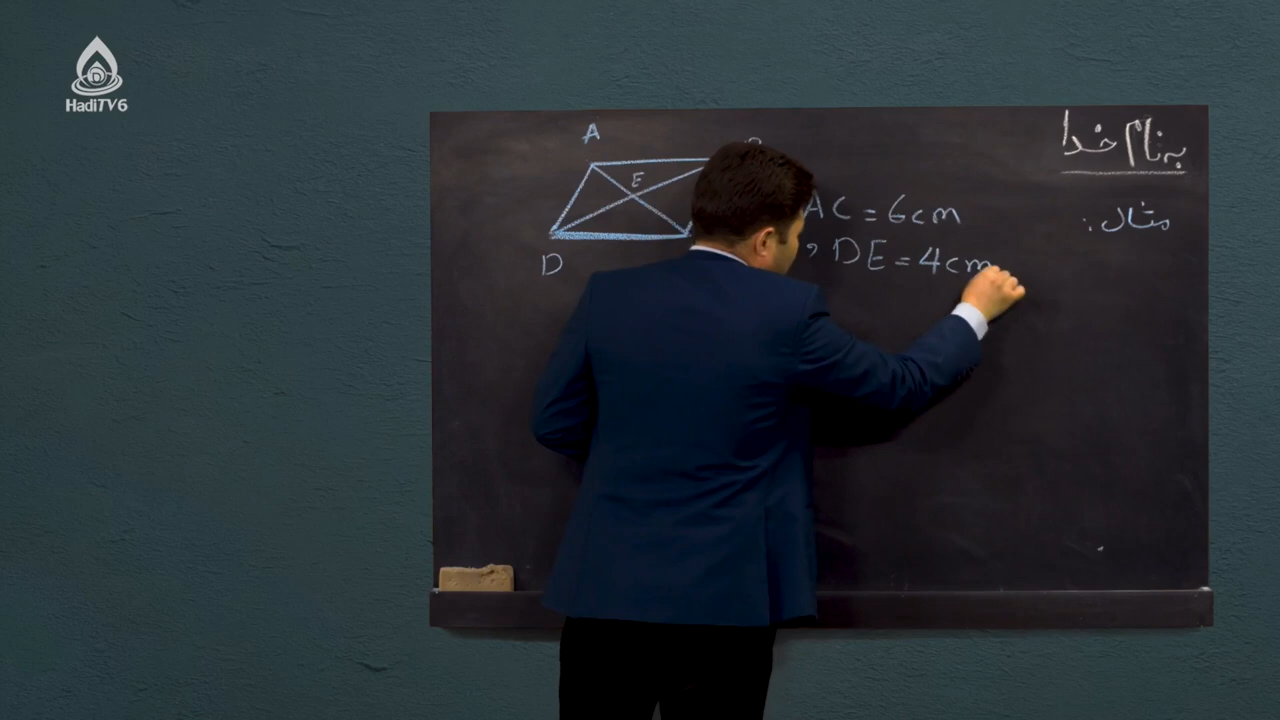 HadiTV6
به نام خدا
مثال:
A
E
D
AC = 6cm
, DE = 4cm